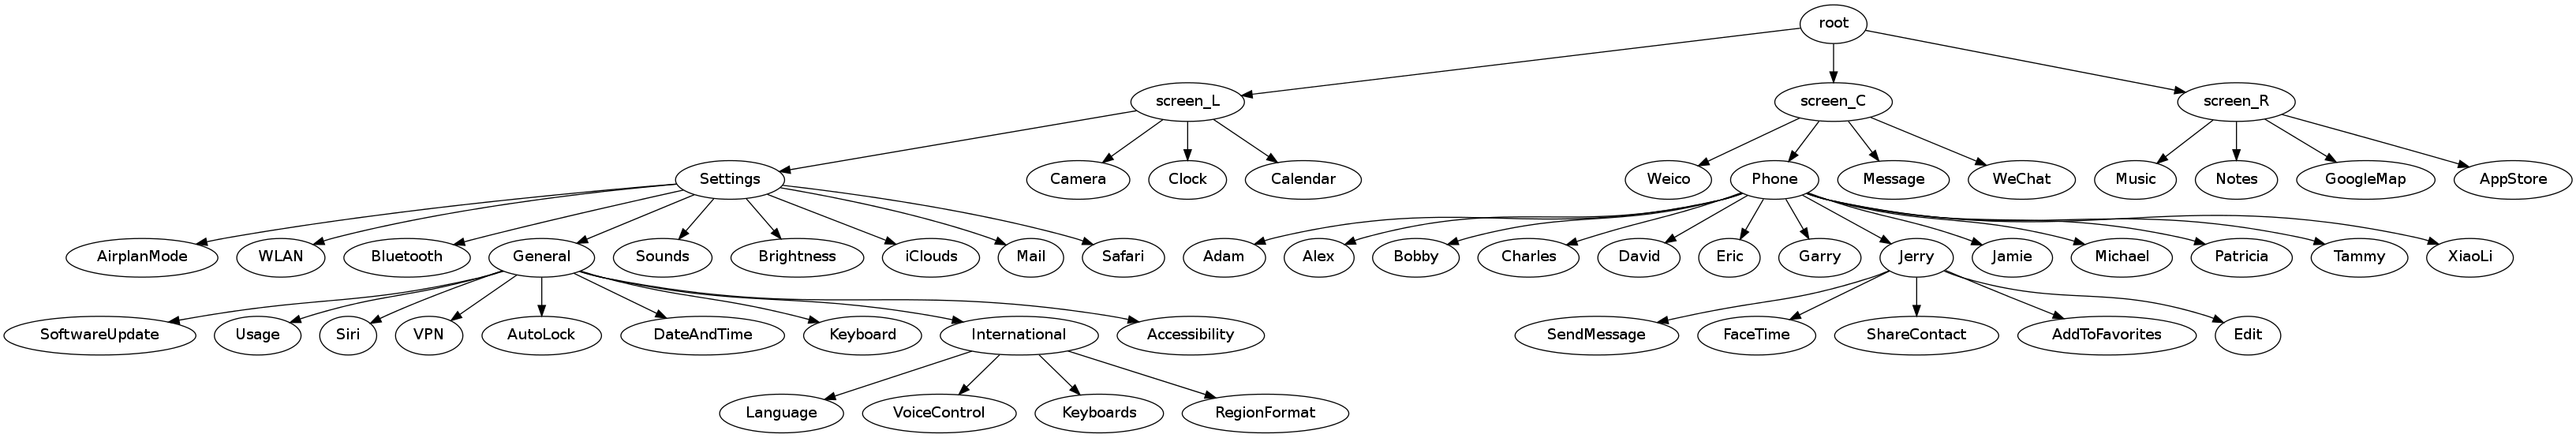 root
screen_L
screen_C
screen_R
Settings
Camera
Clock
Calendar
Weico
Phone
Message
WeChat
Music
Notes
GoogleMap
AppStore
AirplanMode
WLAN
Bluetooth
General
Sounds
Brightness
iClouds
Mail
Safari
Adam
Alex
Bobby
Charles
David
Eric
Garry
Jerry
Jamie
Michael
Patricia
Tammy
XiaoLi
SoftwareUpdate
Usage
Siri
VPN
AutoLock
DateAndTime
Keyboard
International
Accessibility
SendMessage
FaceTime
ShareContact
AddToFavorites
Edit
Language
VoiceControl
Keyboards
RegionFormat